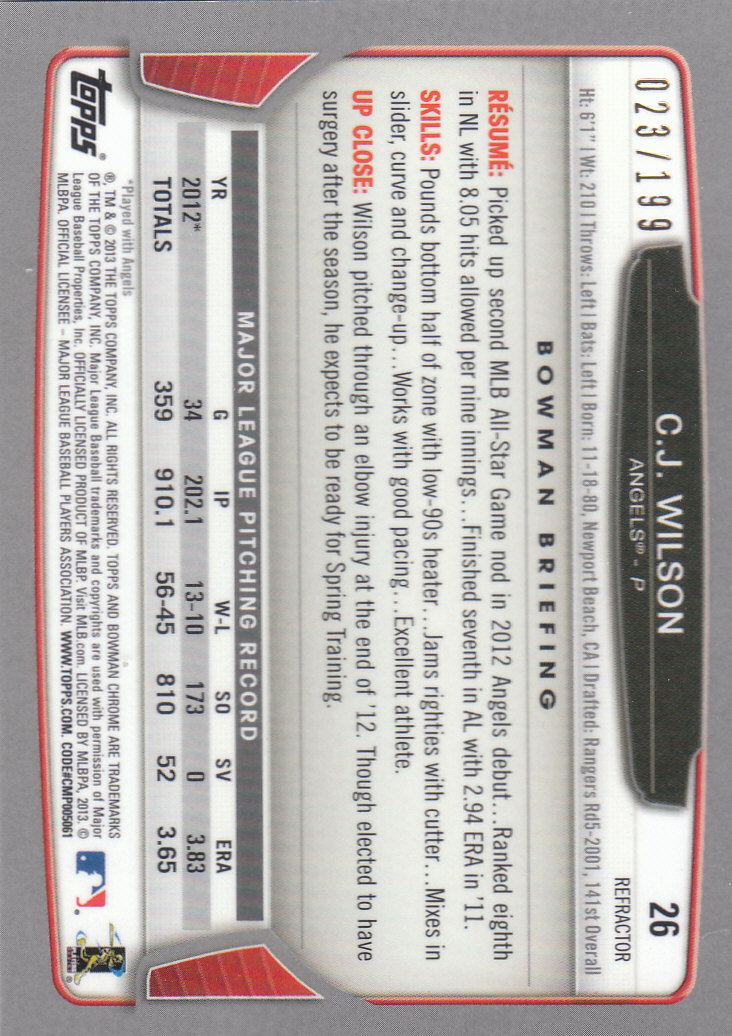 023/199
C.J. WILSON
ANGELS® - P
26
REFRACTOR
Ht: 6'1" | Wt: 210 | Throws: Left | Bats: Left | Born: 11-18-80, Newport Beach, CA | Drafted: Rangers Rd5-2001, 141st Overall
BOWMAN BRIEFING
RÉSUMÉ: Picked up second MLB All-Star Game nod in 2012 Angels debut...Ranked eighth
in NL with 8.05 hits allowed per nine innings...Finished seventh in AL with 2.94 ERA in '11.
SKILLS: Pounds bottom half of zone with low-90s heater...Jams righties with cutter...Mixes in
slider, curve and change-up...Works with good pacing...Excellent athlete.
UP CLOSE: Wilson pitched through an elbow injury at the end of '12. Though elected to have
surgery after the season, he expects to be ready for Spring Training.
MAJOR LEAGUE PITCHING RECORD
YR G IP W-L SO SV ERA
2012* 34 202.1 13-10 173 0 3.83
TOTALS 359 910.1 56-45 810 52 3.65
*Played with Angels
topps®
®, TM & © 2013 THE TOPPS COMPANY, INC. ALL RIGHTS RESERVED. TOPPS AND BOWMAN CHROME ARE TRADEMARKS
OF THE TOPPS COMPANY, INC. Major League Baseball trademarks and copyrights are used with permission of Major
League Baseball Properties, Inc. OFFICIALLY LICENSED PRODUCT OF MLBP. Visit MLB.com. LICENSED BY MLBPA, 2013. ©
MLBPA. OFFICIAL LICENSEE – MAJOR LEAGUE BASEBALL PLAYERS ASSOCIATION. WWW.TOPPS.COM. CODE#CMP005061